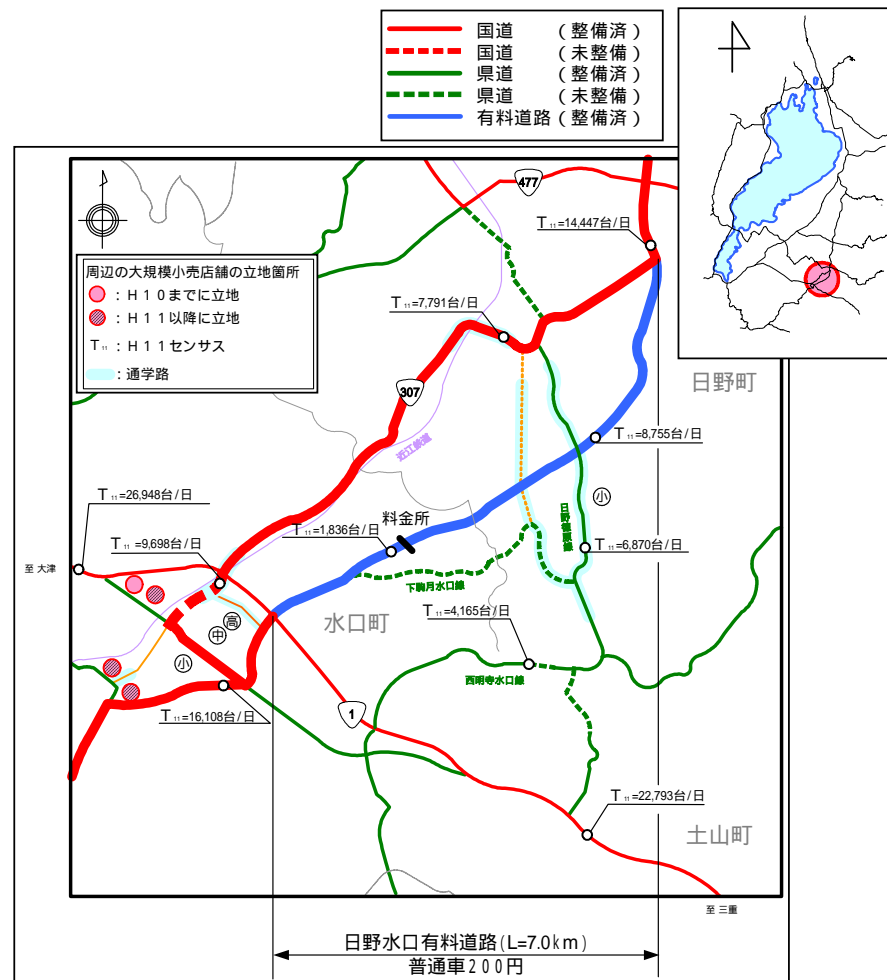 国道 (整備済)
国道 (未整備)
県道 (整備済)
県道 (未整備)
有料道路 (整備済)
477
T11=14,447台/日
周辺の大規模小売店舗の立地箇所
:H10までに立地
:H11以降に立地
T11 :H11センサス
:通学路
T11=7,791台/日
日野町
307
近江鉄道
T11=8,755台/日
T11=26,948台/日
料金所
小
T11=1,836台/日
日野徳原線
T11=9,698台/日
T11=6,870台/日
至 大津
下駒月水口線
T11=4,165台/日
水口町
高
中
小
西明寺水口線
T11=16,108台/日
1
T11=22,793台/日
土山町
至 三重
日野水口有料道路(L=7.0km)
普通車200円